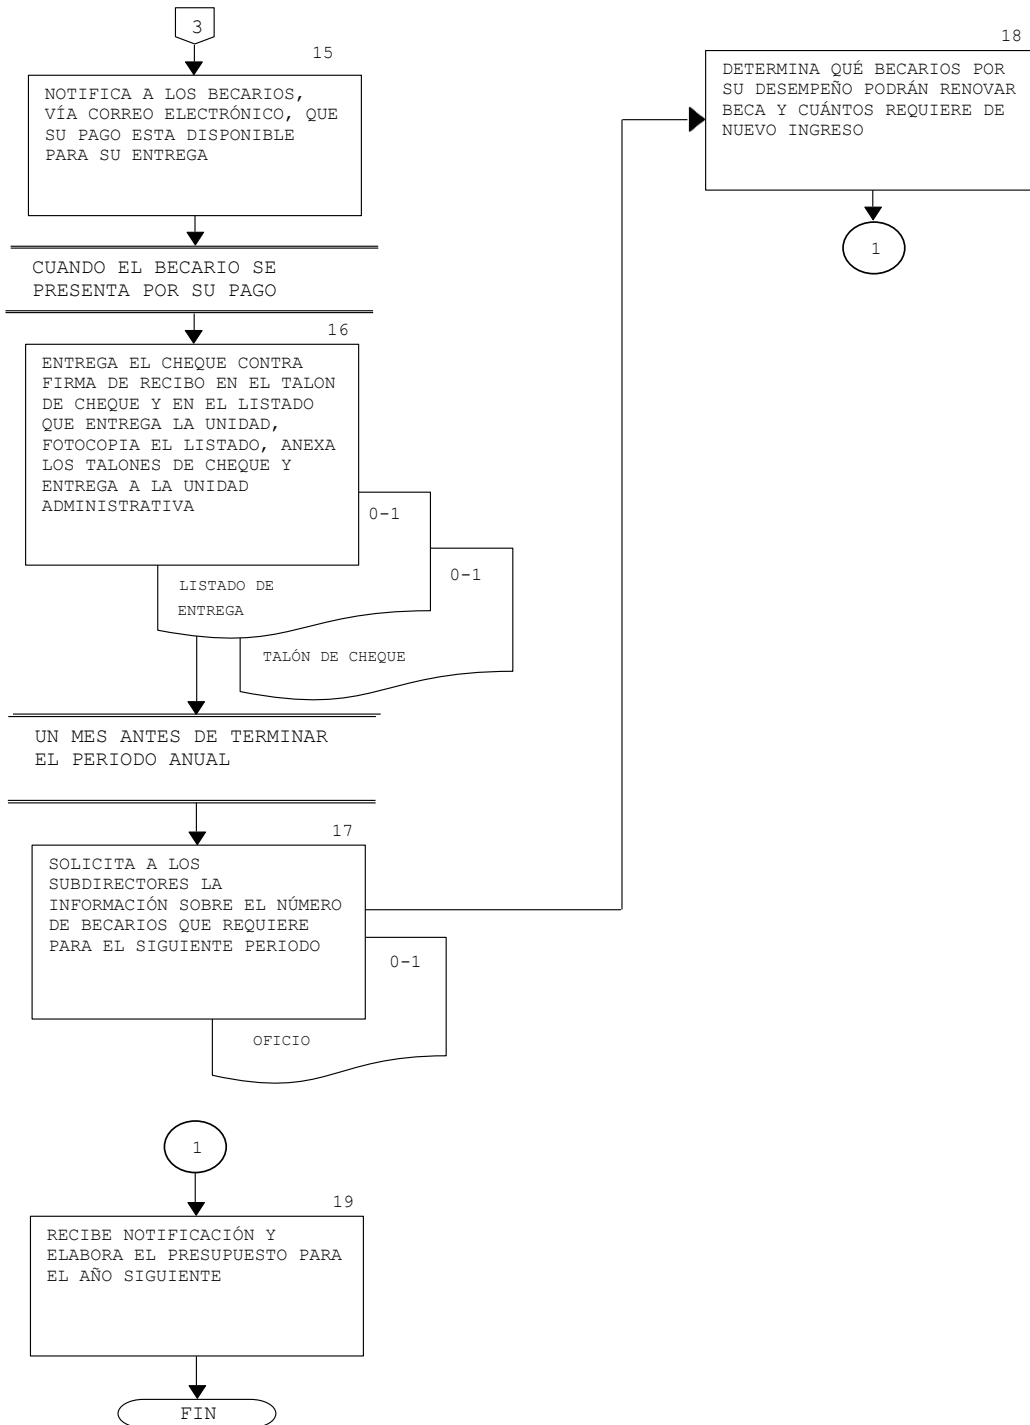 3
15
NOTIFICA A LOS BECARIOS,
VÍA CORREO ELECTRÓNICO, QUE
SU PAGO ESTA DISPONIBLE
PARA SU ENTREGA
CUANDO EL BECARIO SE
PRESENTA POR SU PAGO
16
ENTREGA EL CHEQUE CONTRA
FIRMA DE RECIBO EN EL TALON
DE CHEQUE Y EN EL LISTADO
QUE ENTREGA LA UNIDAD,
FOTOCOPIA EL LISTADO, ANEXA
LOS TALONES DE CHEQUE Y
ENTREGA A LA UNIDAD
ADMINISTRATIVA
0-1
LISTADO DE
ENTREGA
0-1
TALÓN DE CHEQUE
UN MES ANTES DE TERMINAR
EL PERIODO ANUAL
17
SOLICITA A LOS
SUBDIRECTORES LA
INFORMACIÓN SOBRE EL NÚMERO
DE BECARIOS QUE REQUIERE
PARA EL SIGUIENTE PERIODO
0-1
OFICIO
18
DETERMINA QUÉ BECARIOS POR
SU DESEMPEÑO PODRÁN RENOVAR
BECA Y CUÁNTOS REQUIERE DE
NUEVO INGRESO
1
1
19
RECIBE NOTIFICACIÓN Y
ELABORA EL PRESUPUESTO PARA
EL AÑO SIGUIENTE
FIN